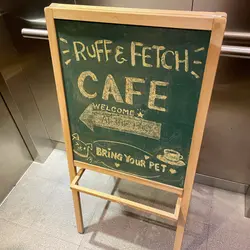 RUFF & FETCH
CAFE
WELCOME
BRING YOUR PET